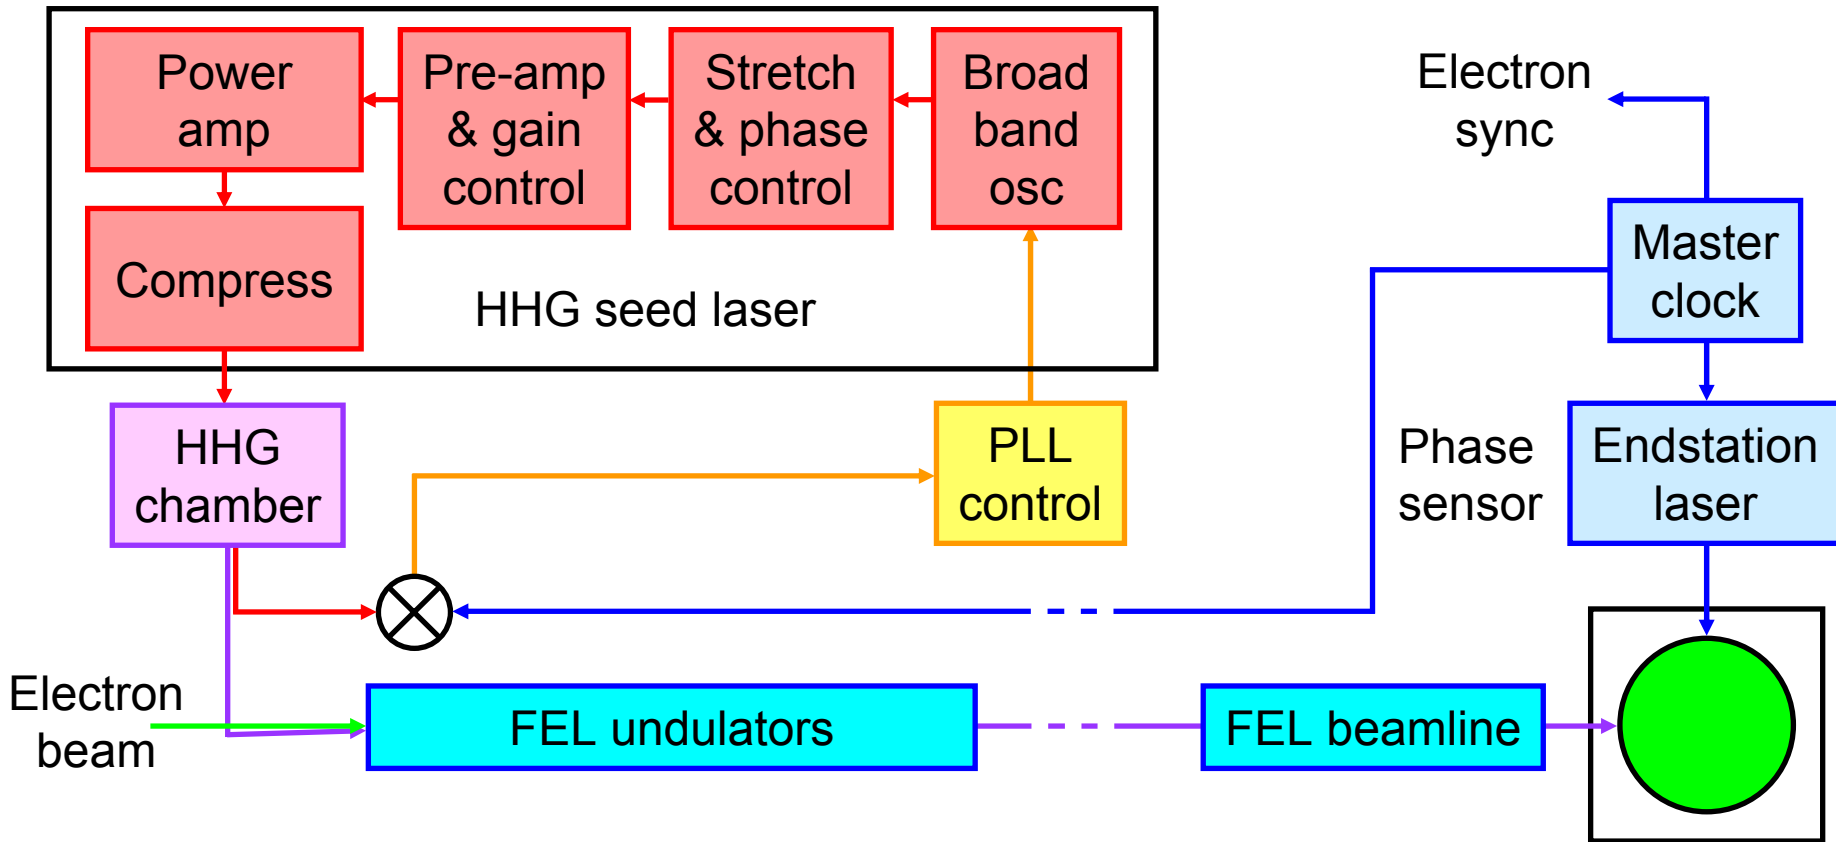 Power
amp
Pre-amp
& gain
control
Stretch
& phase
control
Broad
band
osc
Electron
sync
Compress
HHG seed laser
Master
clock
HHG
chamber
PLL
control
Phase
sensor
Endstation
laser
Electron
beam
FEL undulators
FEL beamline